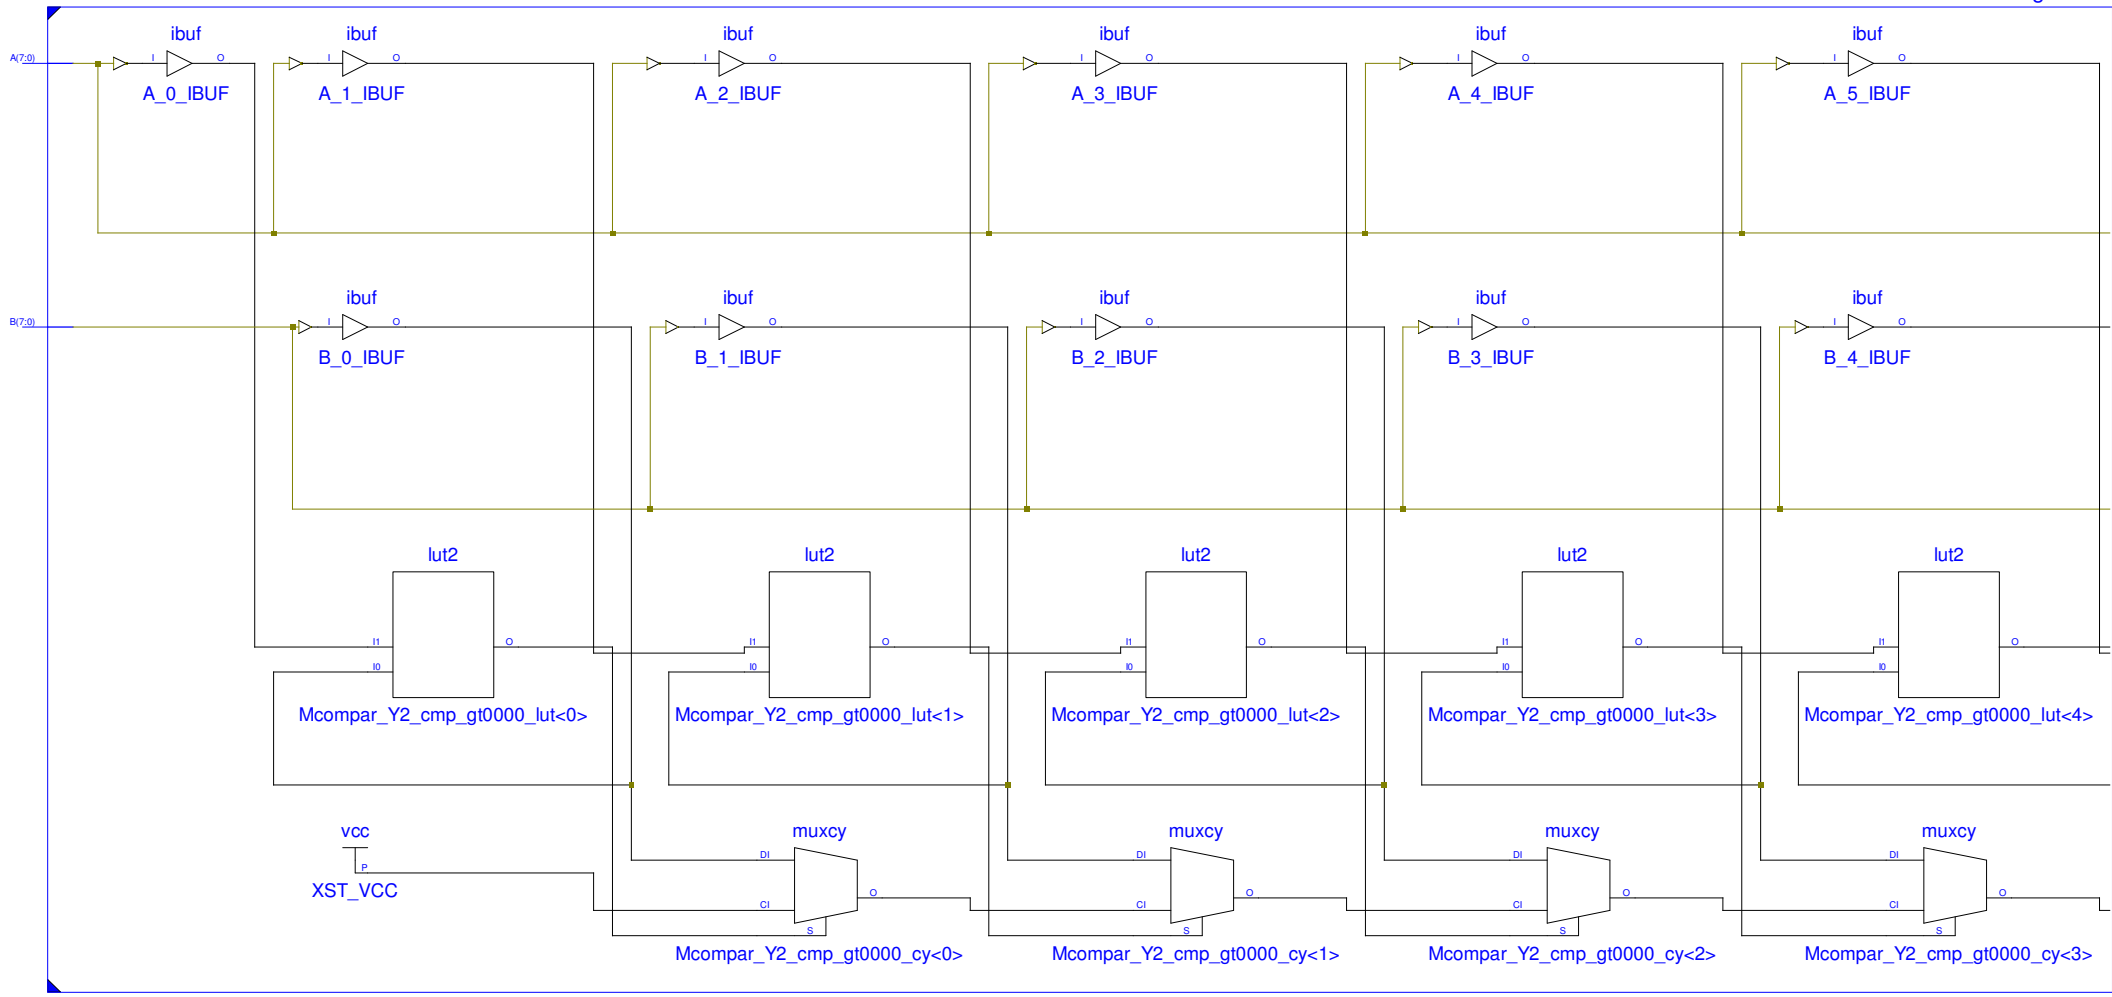 ibuf ibuf ibuf ibuf ibuf ibuf
A(7:0) I O I O I O I O I O I O
A_0_IBUF A_1_IBUF A_2_IBUF A_3_IBUF A_4_IBUF A_5_IBUF
ibuf ibuf ibuf ibuf ibuf
B(7:0) I O I O I O I O I O
B_0_IBUF B_1_IBUF B_2_IBUF B_3_IBUF B_4_IBUF
lut2 lut2 lut2 lut2 lut2
I1 O I1 O I1 O I1 O I1 O
I0 I0 I0 I0 I0
Mcompar_Y2_cmp_gt0000_lut<0> Mcompar_Y2_cmp_gt0000_lut<1> Mcompar_Y2_cmp_gt0000_lut<2> Mcompar_Y2_cmp_gt0000_lut<3> Mcompar_Y2_cmp_gt0000_lut<4>
vcc muxcy muxcy muxcy muxcy
DI DI DI DI
P
XST_VCC O O O O
CI CI CI CI
S S S S
Mcompar_Y2_cmp_gt0000_cy<0> Mcompar_Y2_cmp_gt0000_cy<1> Mcompar_Y2_cmp_gt0000_cy<2> Mcompar_Y2_cmp_gt0000_cy<3>